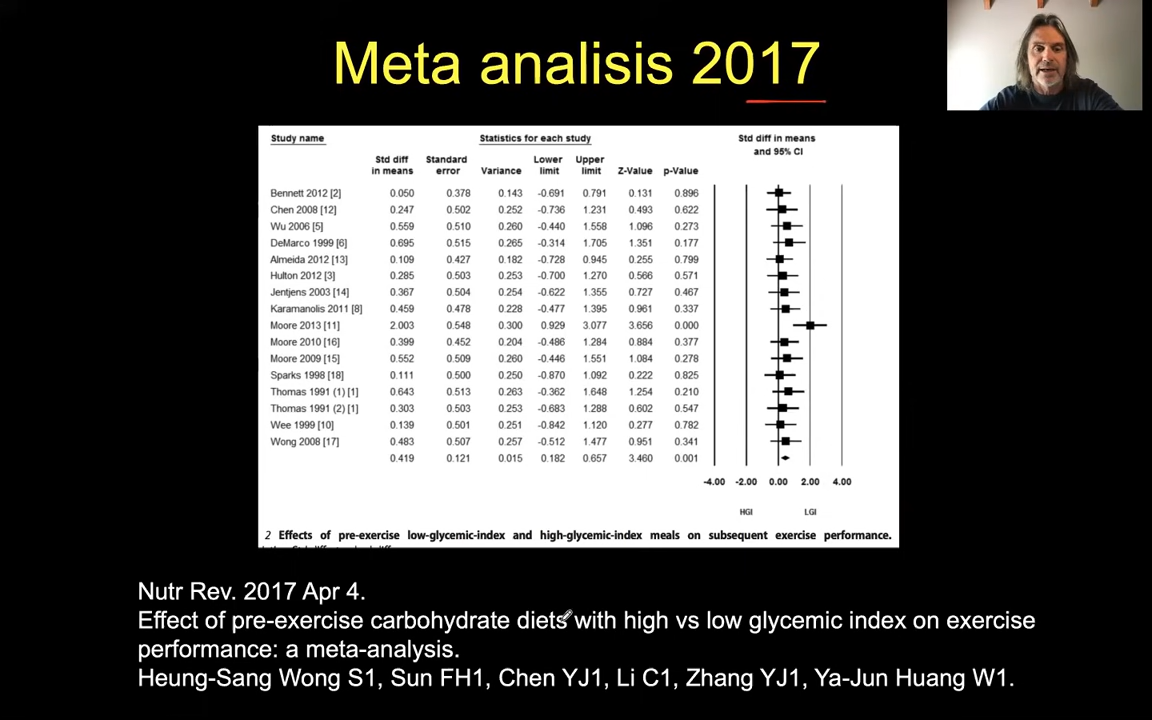 Meta analisis 2017
Study name Statistics for each study Std diff in means
and 95% CI
Std diff Standard Lower Upper
in means error Variance limit limit Z-Value p-Value
Bennett 2012 [2] 0.050 0.378 0.143 -0.691 0.791 0.131 0.896
Chen 2008 [12] 0.247 0.502 0.252 -0.736 1.231 0.493 0.622
Wu 2006 [5] 0.559 0.510 0.260 -0.440 1.558 1.096 0.273
DeMarco 1999 [6] 0.695 0.515 0.265 -0.314 1.705 1.351 0.177
Almeida 2012 [13] 0.109 0.427 0.182 -0.728 0.945 0.255 0.799
Hulton 2012 [3] 0.285 0.503 0.253 -0.700 1.270 0.566 0.571
Jentjens 2003 [14] 0.367 0.504 0.254 -0.622 1.355 0.727 0.467
Karamanolis 2011 [8] 0.459 0.478 0.228 -0.477 1.395 0.961 0.337
Moore 2013 [11] 2.003 0.548 0.300 0.929 3.077 3.656 0.000
Moore 2010 [16] 0.399 0.452 0.204 -0.486 1.284 0.884 0.377
Moore 2009 [15] 0.552 0.509 0.260 -0.446 1.551 1.084 0.278
Sparks 1998 [18] 0.111 0.500 0.250 -0.870 1.092 0.222 0.825
Thomas 1991 (1) [1] 0.643 0.513 0.263 -0.362 1.648 1.254 0.210
Thomas 1991 (2) [1] 0.303 0.503 0.253 -0.683 1.288 0.602 0.547
Wee 1999 [10] 0.139 0.501 0.251 -0.842 1.120 0.277 0.782
Wong 2008 [17] 0.483 0.507 0.257 -0.512 1.477 0.951 0.341
0.419 0.121 0.015 0.182 0.657 3.460 0.001
-4.00 -2.00 0.00 2.00 4.00
HGI LGI
2 Effects of pre-exercise low-glycemic-index and high-glycemic-index meals on subsequent exercise performance.
Nutr Rev. 2017 Apr 4.
Effect of pre-exercise carbohydrate diets with high vs low glycemic index on exercise
performance: a meta-analysis.
Heung-Sang Wong S1, Sun FH1, Chen YJ1, Li C1, Zhang YJ1, Ya-Jun Huang W1.